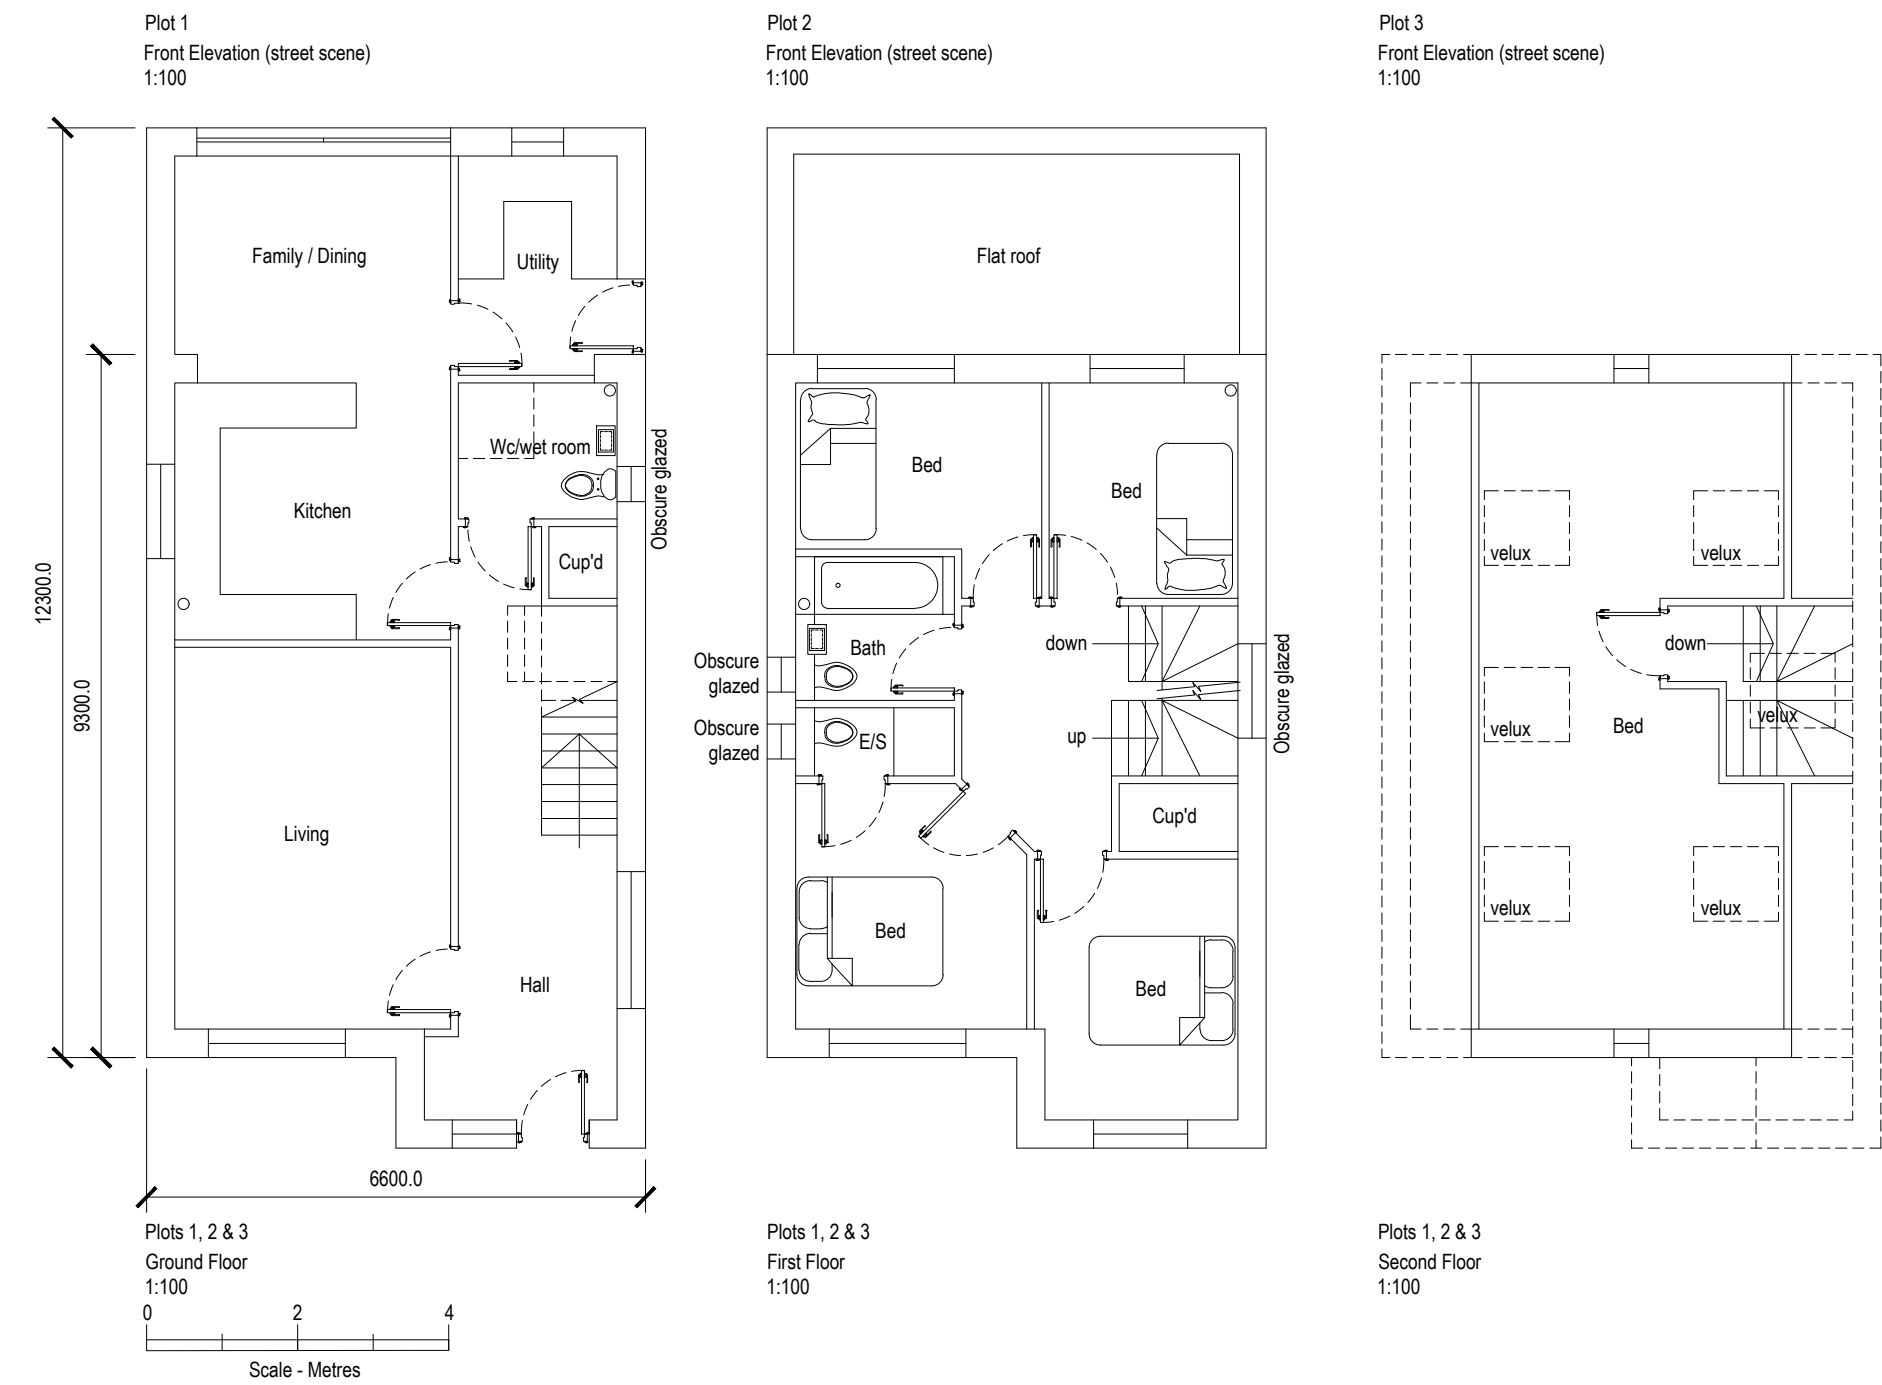 Plot 1
Front Elevation (street scene)
1:100
Plot 2
Front Elevation (street scene)
1:100
Plot 3
Front Elevation (street scene)
1:100
12300.0
9300.0
Family / Dining
Utility
Wc/wet room
Obscure glazed
Kitchen
Cup'd
Living
Hall
6600.0
Plots 1, 2 & 3
Ground Floor
1:100
0 2 4
Scale - Metres
Flat roof
Bed
Bed
Bath
down
Obscure
glazed
Obscure
glazed
E/S
up
Obscure glazed
Cup'd
Bed
Bed
Plots 1, 2 & 3
First Floor
1:100
velux
velux
down
velux
Bed
velux
velux
velux
Plots 1, 2 & 3
Second Floor
1:100